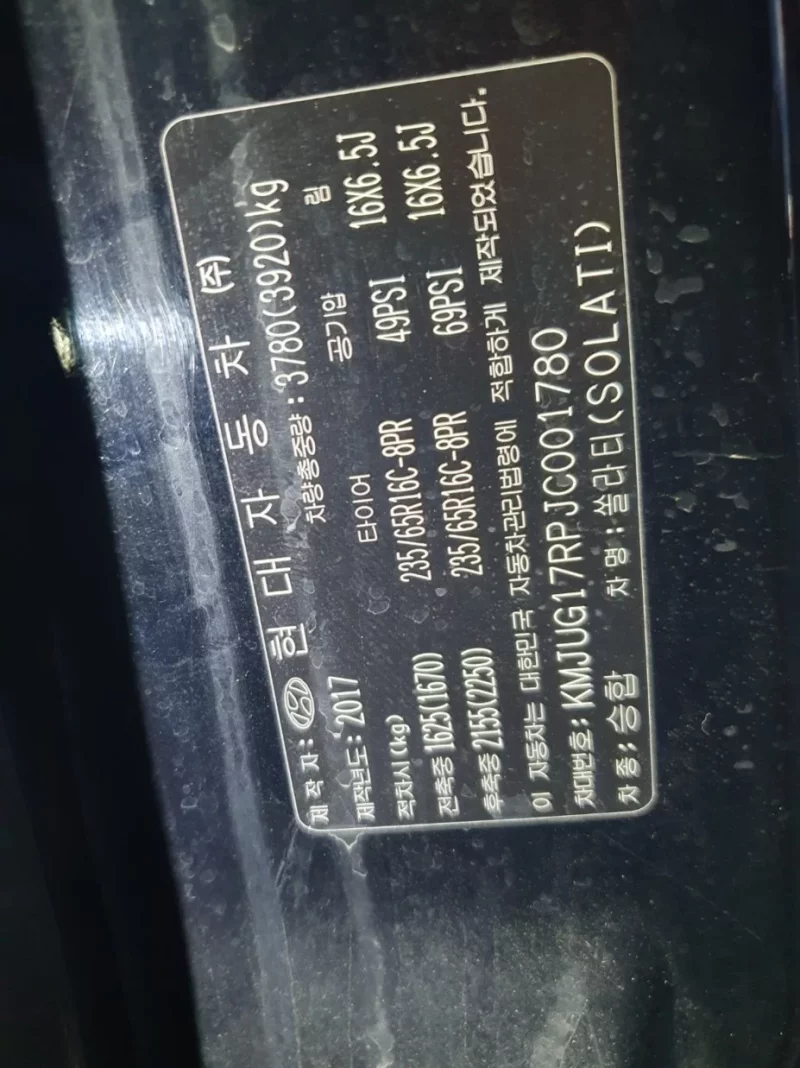 제 작 자: 현 대 자 동 차 (주)
제작년도: 2017 차량총중량: 3780(3920)kg
적차시(kg) 타이어 공기압 림
전축중 1625(1670) 235/65R16C-8PR 49PSI 16X6.5J
후축중 2155(2250) 235/65R16C-8PR 69PSI 16X6.5J
이 자동차는 대한민국 자동차관리법령에 적합하게 제작되었습니다.
차대번호: KMJUG17RPJC001780
차 종: 승합 차 명: 쏠라티(SOLATI)